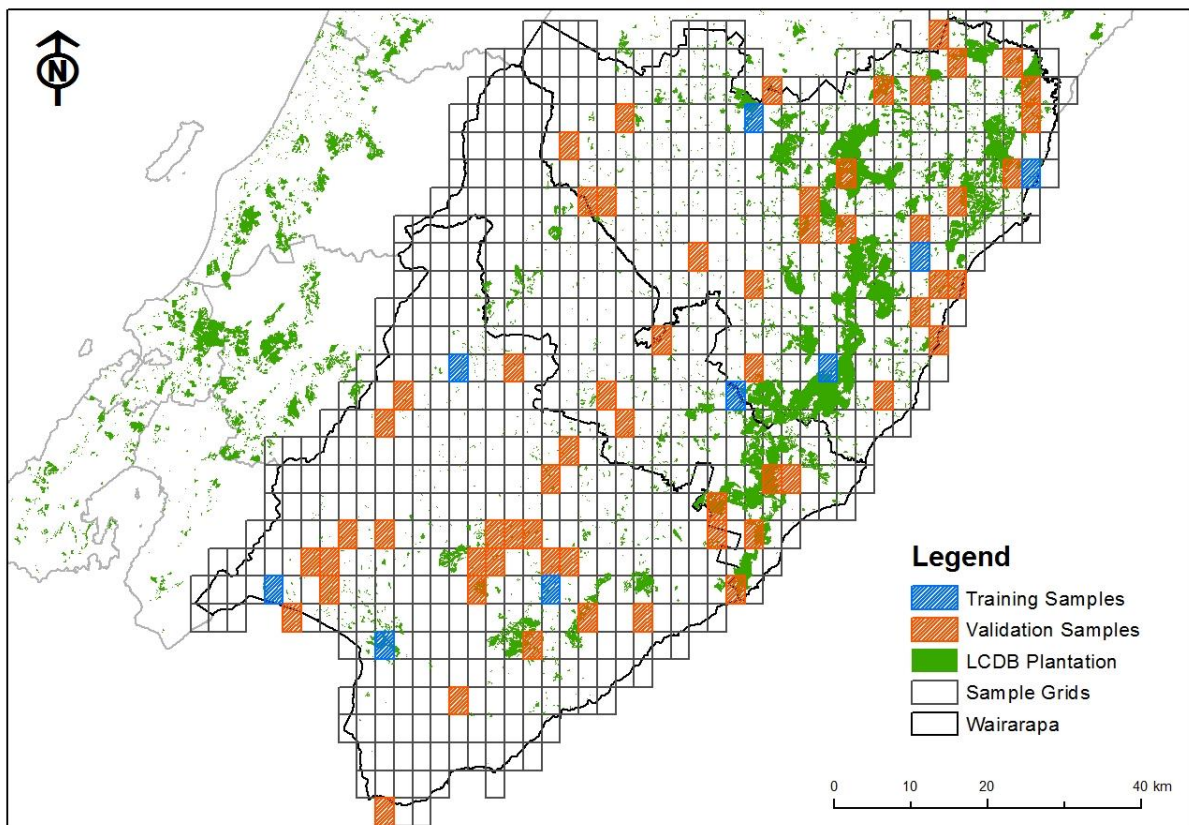 N
Legend
Training Samples
Validation Samples
LCDB Plantation
Sample Grids
Wairarapa
0 10 20 40 km